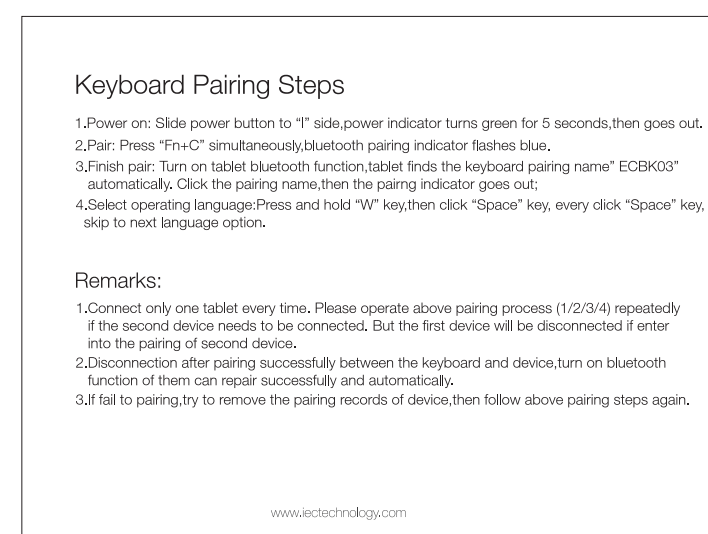 Keyboard Pairing Steps
1.Power on: Slide power button to "l" side,power indicator turns green for 5 seconds,then goes out.
2.Pair: Press "Fn+C" simultaneously,bluetooth pairing indicator flashes blue.
3.Finish pair: Turn on tablet bluetooth function,tablet finds the keyboard pairing name" ECBK03"
automatically. Click the pairing name,then the pairng indicator goes out;
4.Select operating language:Press and hold "W" key,then click "Space" key, every click "Space" key,
skip to next language option.
Remarks:
1.Connect only one tablet every time. Please operate above pairing process (1/2/3/4) repeatedly
if the second device needs to be connected. But the first device will be disconnected if enter
into the pairing of second device.
2.Disconnection after pairing successfully between the keyboard and device,turn on bluetooth
function of them can repair successfully and automatically.
3.If fail to pairing,try to remove the pairing records of device,then follow above pairing steps again.
www.iectechnology.com